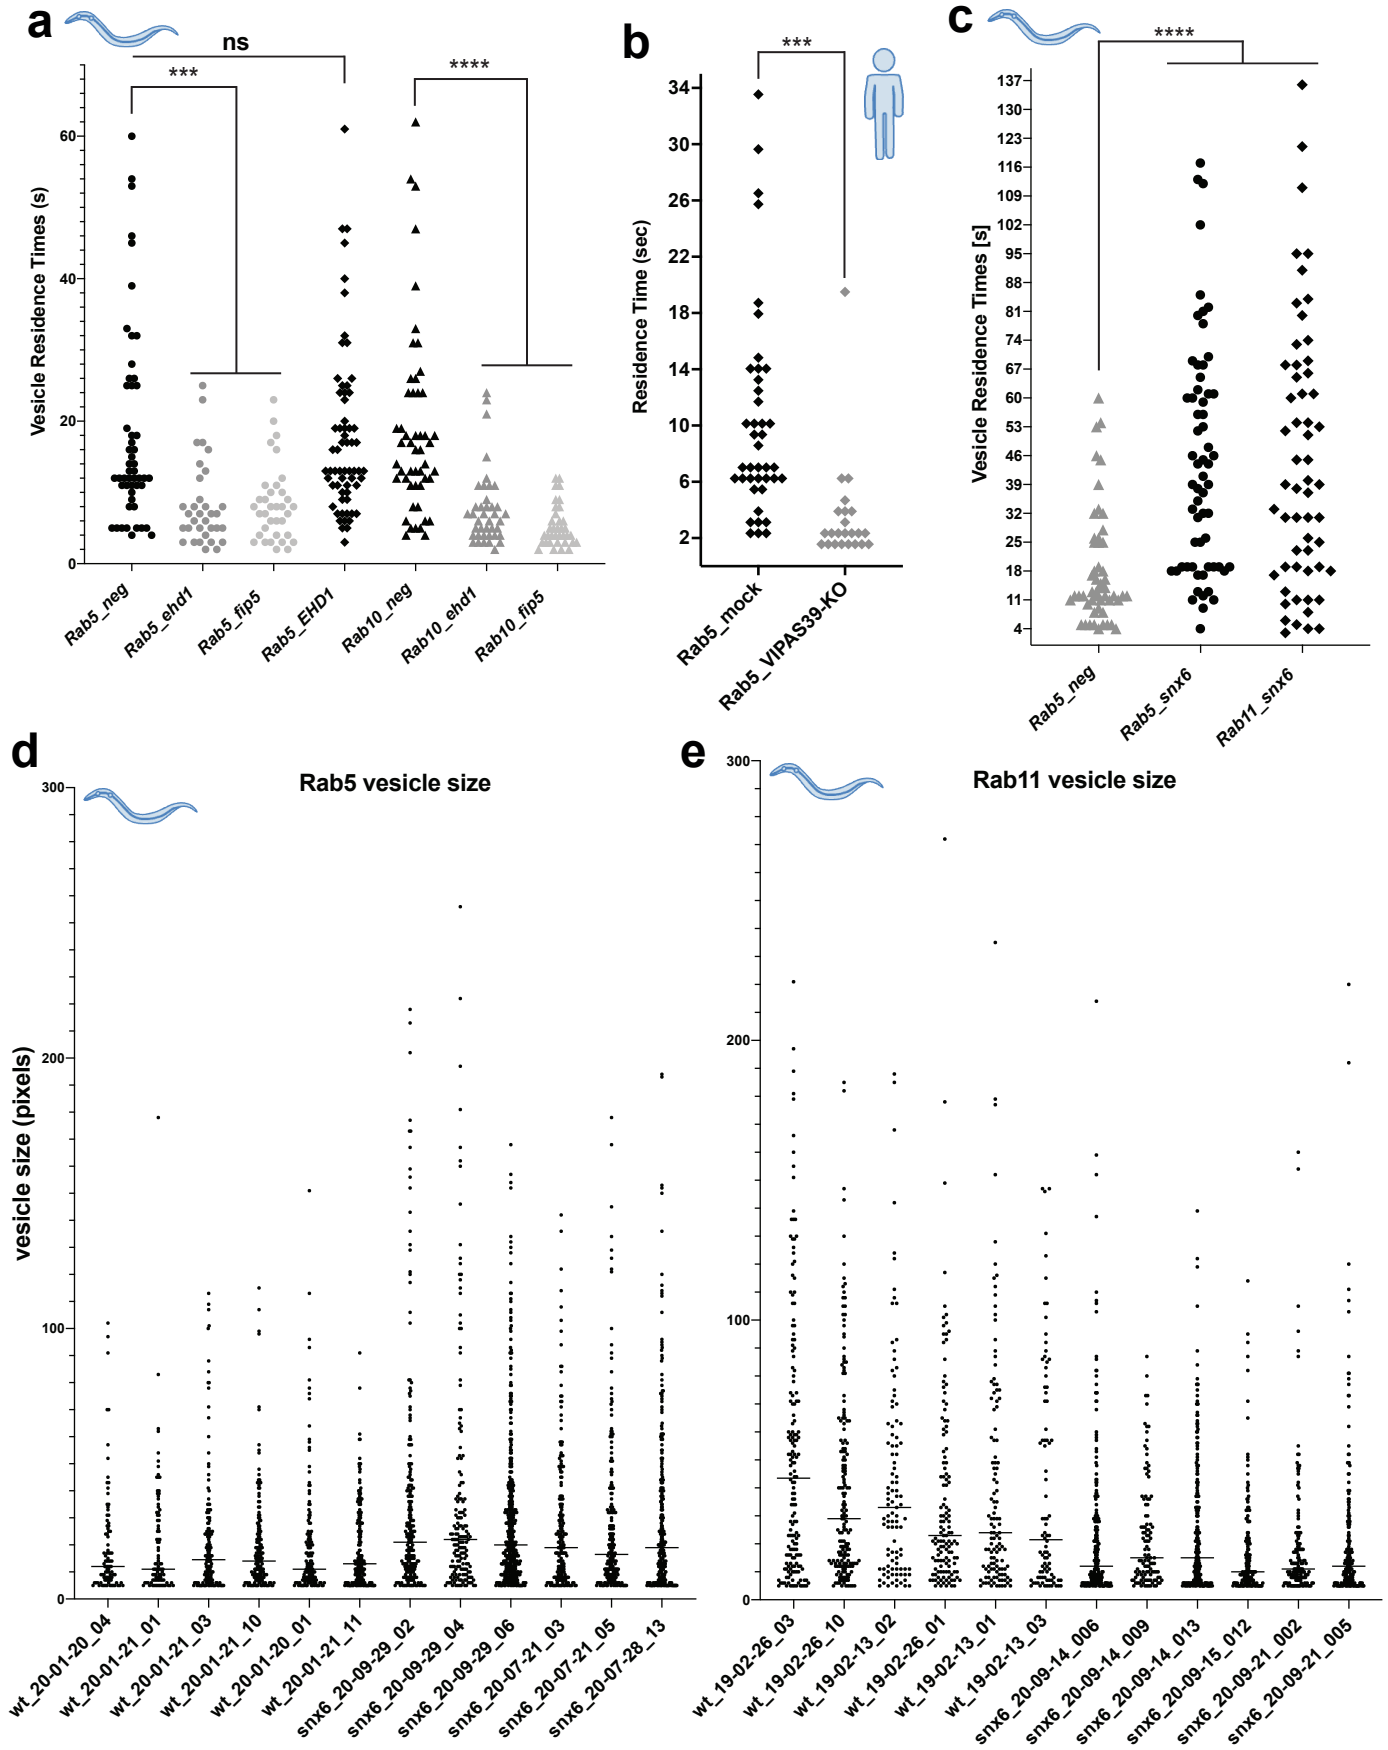 a
ns
***
****
Vesicle Residence Times (s)
60
40
20
0
Rab5_neg
Rab5_ehd1
Rab5_fip5
Rab5_EHD1
Rab10_neg
Rab10_ehd1
Rab10_fip5
b
***
Residence Time (sec)
34
30
26
22
18
14
10
6
2
Rab5_mock
Rab5_VIPAS39-KO
c
****
Vesicle Residence Times [s]
137
130
123
116
109
102
95
88
81
74
67
60
53
46
39
32
25
18
11
4
Rab5_neg
Rab5_snx6
Rab11_snx6
d
Rab5 vesicle size
vesicle size (pixels)
300
200
100
0
wt_20-01-20_04
wt_20-01-21_01
wt_20-01-21_03
wt_20-01-21_10
wt_20-01-20_01
wt_20-01-21_11
snx6_20-09-29_02
snx6_20-09-29_04
snx6_20-09-29_06
snx6_20-07-21_03
snx6_20-07-21_05
snx6_20-07-28_13
e
Rab11 vesicle size
300
200
100
0
wt_19-02-26_03
wt_19-02-26_10
wt_19-02-13_02
wt_19-02-26_01
wt_19-02-13_01
wt_19-02-13_03
snx6_20-09-14_006
snx6_20-09-14_009
snx6_20-09-14_013
snx6_20-09-15_012
snx6_20-09-21_002
snx6_20-09-21_005